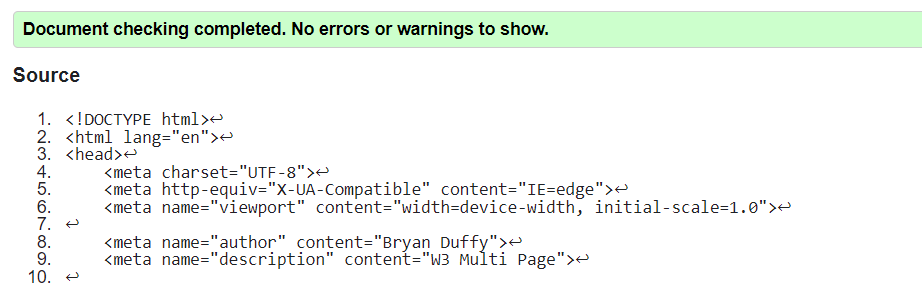 Document checking completed. No errors or warnings to show.
Source
1. <!DOCTYPE html>↩
2. <html lang="en">↩
3. <head>↩
4.     <meta charset="UTF-8">↩
5.     <meta http-equiv="X-UA-Compatible" content="IE=edge">↩
6.     <meta name="viewport" content="width=device-width, initial-scale=1.0">↩
7. ↩
8.     <meta name="author" content="Bryan Duffy">↩
9.     <meta name="description" content="W3 Multi Page">↩
10. ↩